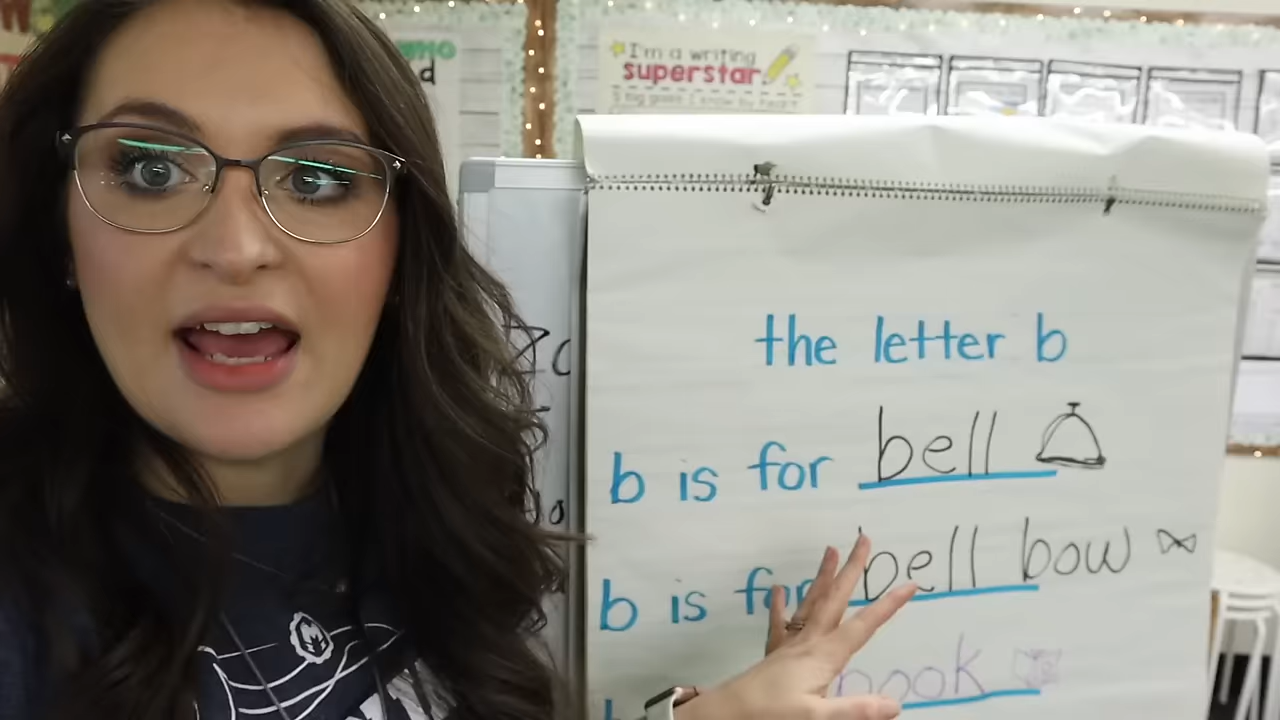 I'm a writing
superstar.
the letter b
b is for bell
b is for bell bow
book